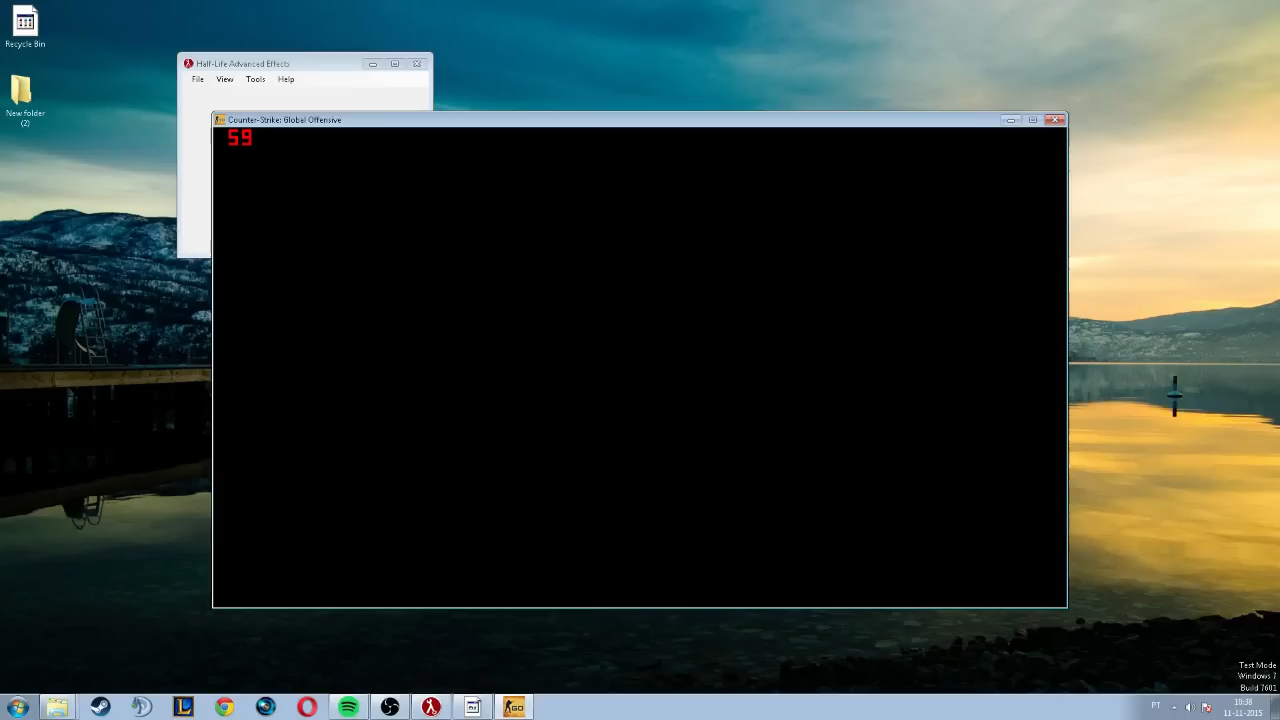 Recycle Bin
New folder
(2)
Half-Life Advanced Effects
File View Tools Help
Counter-Strike: Global Offensive
59
Test Mode
Windows 7
Build 7601
GO
PT
10:38
11-11-2015